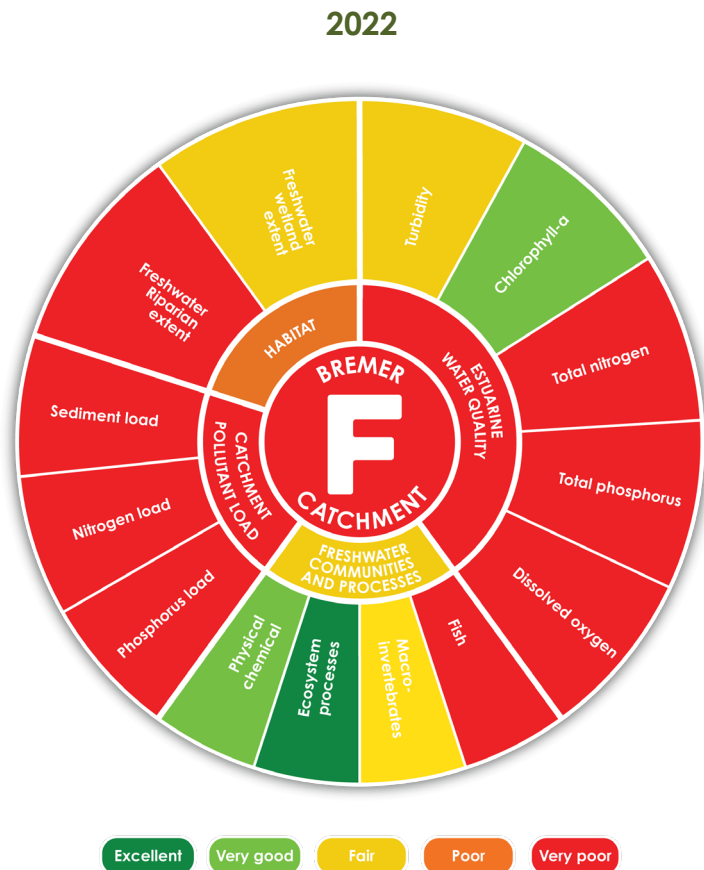 2022
Freshwater
wetland
extent
Turbidity
Chlorophyll-a
Freshwater
Riparian
extent
HABITAT
BREMER
F
CATCHMENT
ESTUARINE
WATER QUALITY
Total nitrogen
Sediment load
CATCHMENT
POLLUTANT LOAD
Total phosphorus
Nitrogen load
FRESHWATER
COMMUNITIES
AND PROCESSES
Dissolved oxygen
Phosphorus load
Physical
chemical
Ecosystem
processes
Macro-
invertebrates
Fish
Excellent
Very good
Fair
Poor
Very poor